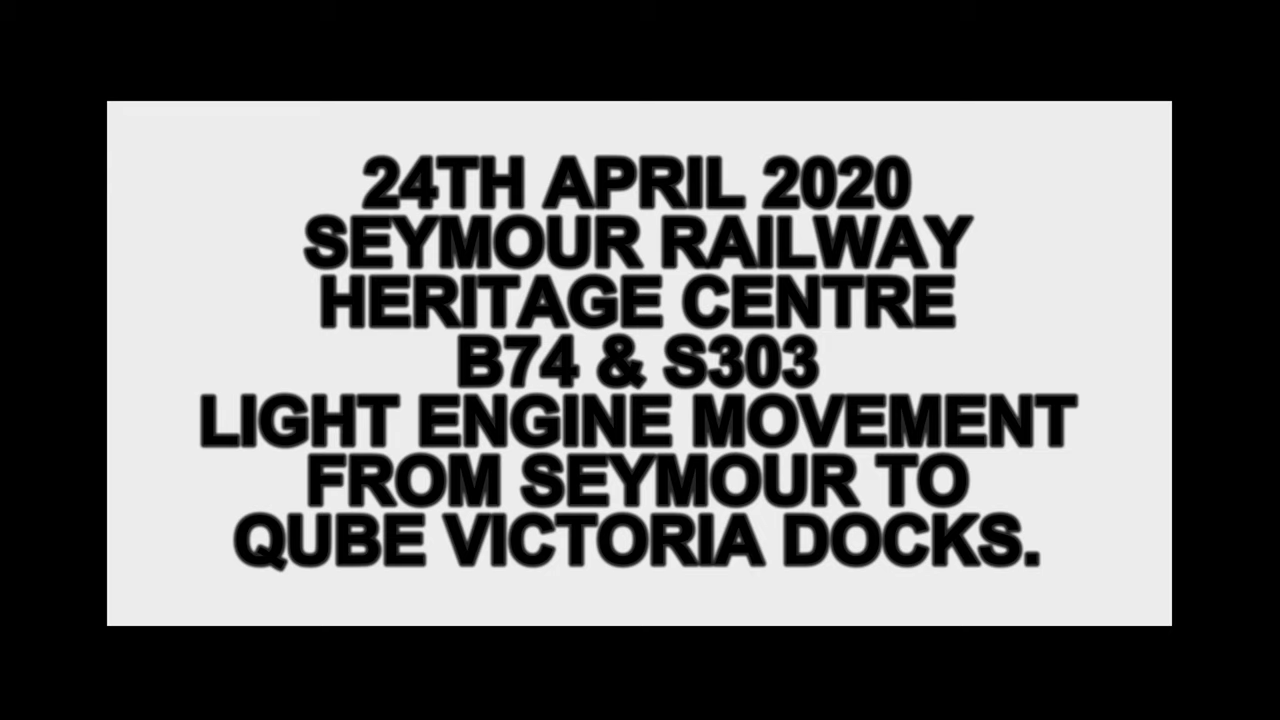 24TH APRIL 2020
SEYMOUR RAILWAY
HERITAGE CENTRE
B74 & S303
LIGHT ENGINE MOVEMENT
FROM SEYMOUR TO
QUBE VICTORIA DOCKS.